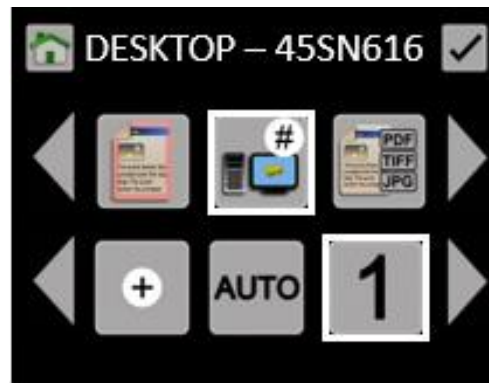 DESKTOP – 45SN616
#
PDF
TIFF
JPG
+
AUTO
1